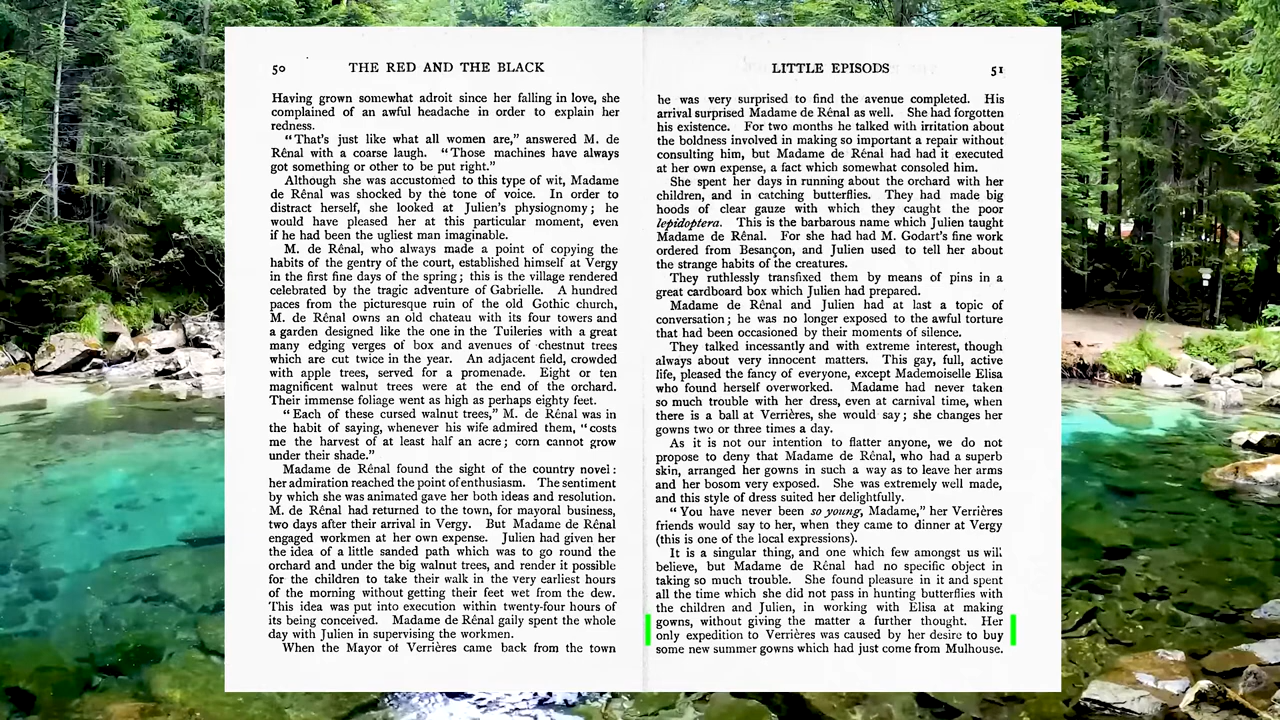 50 THE RED AND THE BLACK
Having grown somewhat adroit since her falling in love, she
complained of an awful headache in order to explain her
redness.
“That’s just like what all women are,” answered M. de
Rênal with a coarse laugh. “Those machines have always
got something or other to be put right.”
Although she was accustomed to this type of wit, Madame
de Rênal was shocked by the tone of voice. In order to
distract herself, she looked at Julien’s physiognomy; he
would have pleased her at this particular moment, even
if he had been the ugliest man imaginable.
M. de Rênal, who always made a point of copying the
habits of the gentry of the court, established himself at Vergy
in the first fine days of the spring; this is the village rendered
celebrated by the tragic adventure of Gabrielle. A hundred
paces from the picturesque ruin of the old Gothic church,
M. de Rênal owns an old chateau with its four towers and
a garden designed like the one in the Tuileries with a great
many edging verges of box and avenues of chestnut trees
which are cut twice in the year. An adjacent field, crowded
with apple trees, served for a promenade. Eight or ten
magnificent walnut trees were at the end of the orchard.
Their immense foliage went as high as perhaps eighty feet.
“Each of these cursed walnut trees,” M. de Rênal was in
the habit of saying, whenever his wife admired them, “costs
me the harvest of at least half an acre; corn cannot grow
under their shade.”
Madame de Rênal found the sight of the country novel:
her admiration reached the point of enthusiasm. The sentiment
by which she was animated gave her both ideas and resolution.
M. de Rênal had returned to the town, for mayoral business,
two days after their arrival in Vergy. But Madame de Rênal
engaged workmen at her own expense. Julien had given her
the idea of a little sanded path which was to go round the
orchard and under the big walnut trees, and render it possible
for the children to take their walk in the very earliest hours
of the morning without getting their feet wet from the dew.
This idea was put into execution within twenty-four hours of
its being conceived. Madame de Rênal gaily spent the whole
day with Julien in supervising the workmen.
When the Mayor of Verrières came back from the town
LITTLE EPISODS 51
he was very surprised to find the avenue completed. His
arrival surprised Madame de Rênal as well. She had forgotten
his existence. For two months he talked with irritation about
the boldness involved in making so important a repair without
consulting him, but Madame de Rênal had had it executed
at her own expense, a fact which somewhat consoled him.
She spent her days in running about the orchard with her
children, and in catching butterflies. They had made big
hoods of clear gauze with which they caught the poor
lepidoptera. This is the barbarous name which Julien taught
Madame de Rênal. For she had had M. Godart’s fine work
ordered from Besançon, and Julien used to tell her about
the strange habits of the creatures.
They ruthlessly transfixed them by means of pins in a
great cardboard box which Julien had prepared.
Madame de Rênal and Julien had at last a topic of
conversation; he was no longer exposed to the awful torture
that had been occasioned by their moments of silence.
They talked incessantly and with extreme interest, though
always about very innocent matters. This gay, full, active
life, pleased the fancy of everyone, except Mademoiselle Elisa
who found herself overworked. Madame had never taken
so much trouble with her dress, even at carnival time, when
there is a ball at Verrières, she would say; she changes her
gowns two or three times a day.
As it is not our intention to flatter anyone, we do not
propose to deny that Madame de Rênal, who had a superb
skin, arranged her gowns in such a way as to leave her arms
and her bosom very exposed. She was extremely well made,
and this style of dress suited her delightfully.
“You have never been so young, Madame,” her Verrières
friends would say to her, when they came to dinner at Vergy
(this is one of the local expressions).
It is a singular thing, and one which few amongst us will
believe, but Madame de Rênal had no specific object in
taking so much trouble. She found pleasure in it and spent
all the time which she did not pass in hunting butterflies with
the children and Julien, in working with Elisa at making
gowns, without giving the matter a further thought. Her
only expedition to Verrières was caused by her desire to buy
some new summer gowns which had just come from Mulhouse.